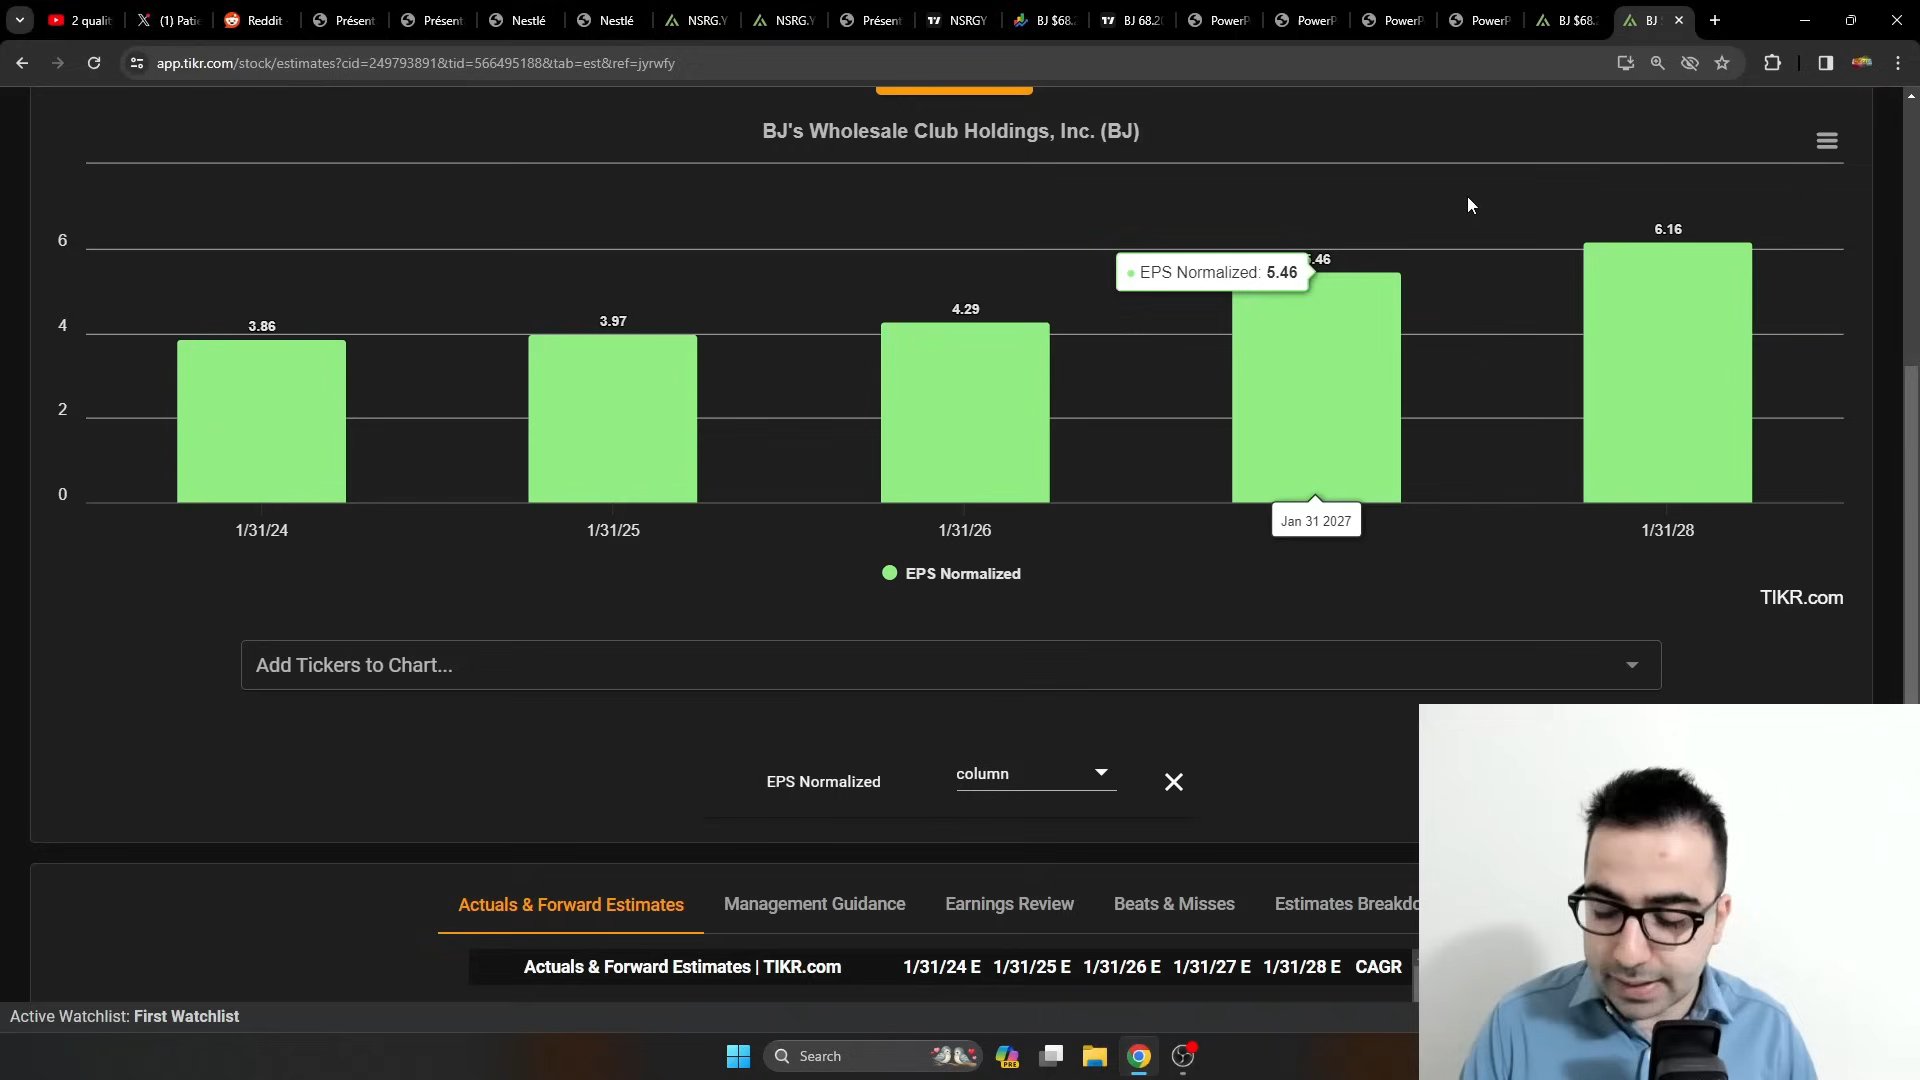 2 quali
(1) Pati
Reddit
Présent
Présent
Nestlé
Nestlé
NSRG.Y
NSRG.Y
Présent
NSRGY
BJ $68.
BJ 68.20
PowerP
PowerP
PowerP
PowerP
BJ $68.
BJ
app.tikr.com/stock/estimates?cid=249793891&tid=566495188&tab=est&ref=jyrwfy
BJ's Wholesale Club Holdings, Inc. (BJ)
6
4
2
0
3.86
3.97
4.29
.46
6.16
EPS Normalized: 5.46
1/31/24
1/31/25
1/31/26
Jan 31 2027
1/31/28
EPS Normalized
TIKR.com
Add Tickers to Chart...
EPS Normalized
column
Actuals & Forward Estimates
Management Guidance
Earnings Review
Beats & Misses
Estimates Breakdo
Actuals & Forward Estimates | TIKR.com 1/31/24 E 1/31/25 E 1/31/26 E 1/31/27 E 1/31/28 E CAGR
Active Watchlist: First Watchlist
Search
PRE